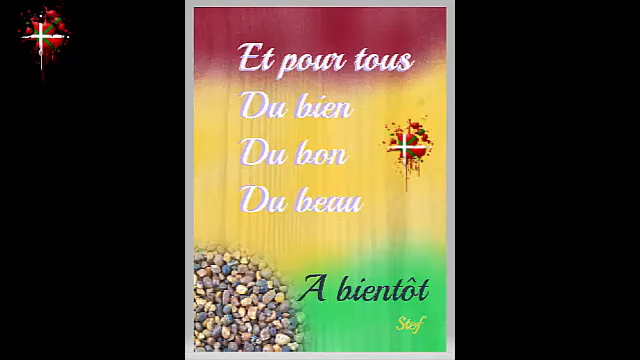 Et pour tous
Du bien
Du bon
Du beau
A bientôt
Stef